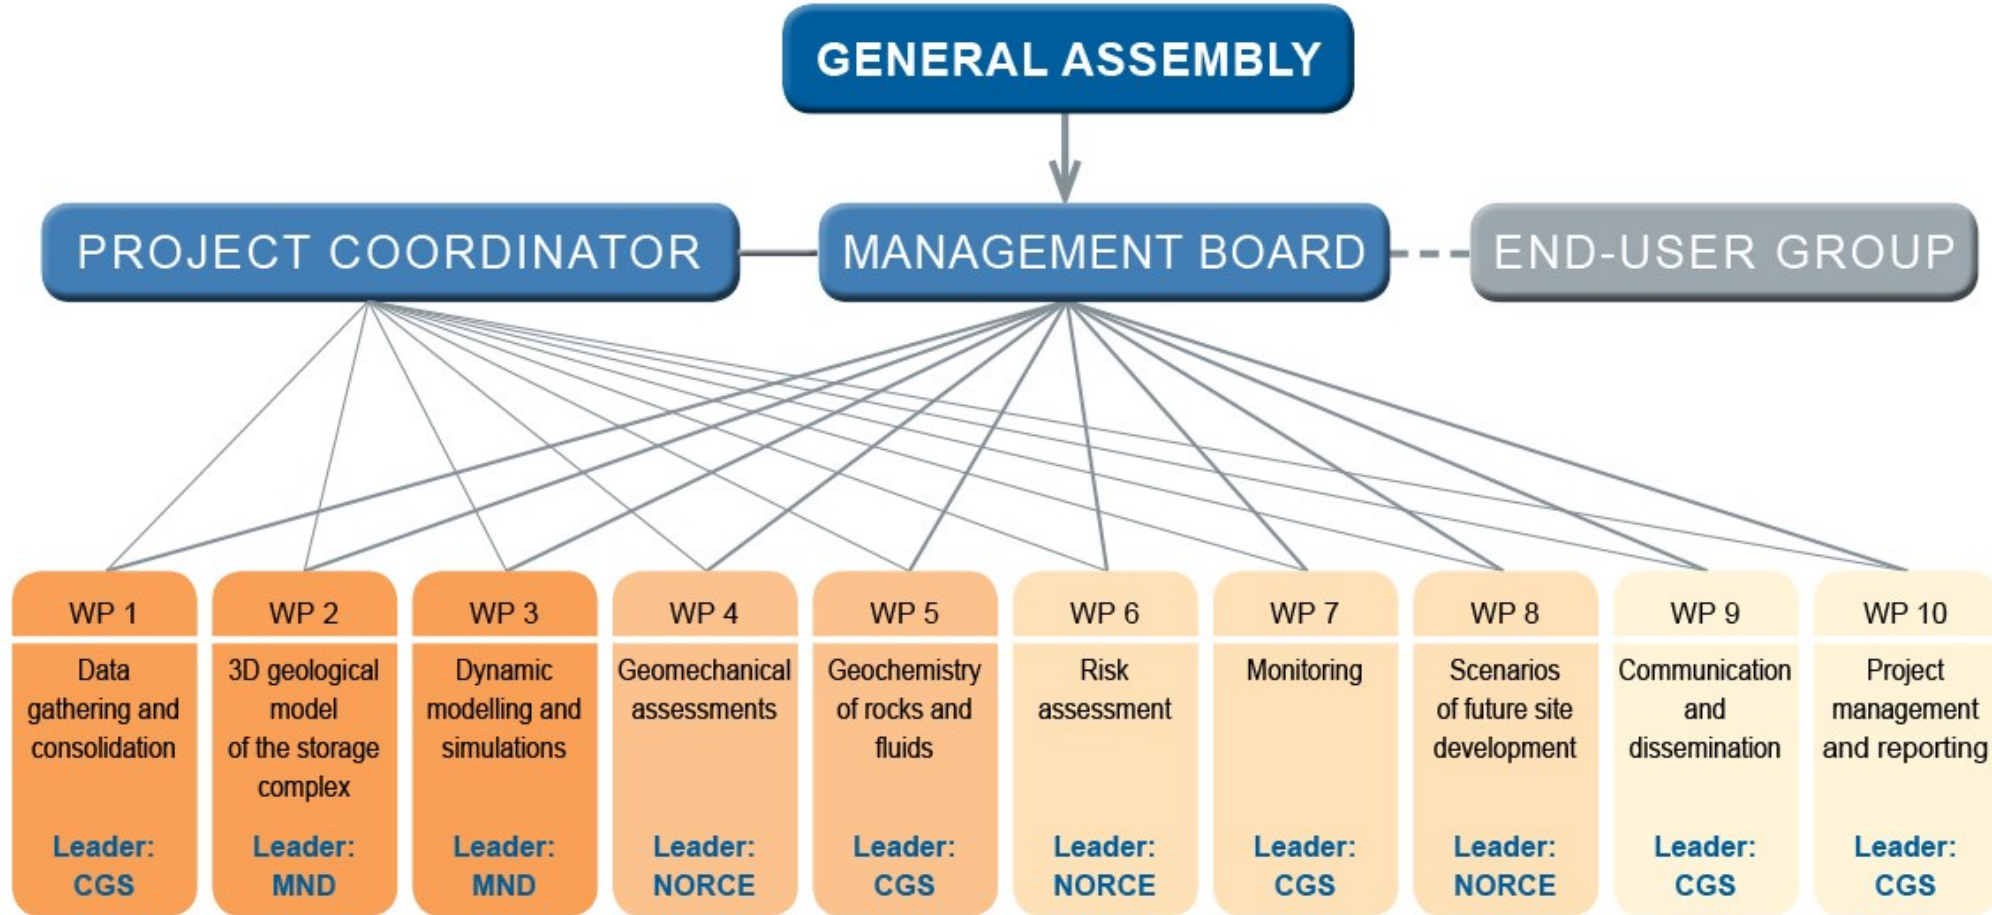 GENERAL ASSEMBLY
PROJECT COORDINATOR
MANAGEMENT BOARD
END-USER GROUP
WP 1
Data
gathering and
consolidation
Leader:
CGS
WP 2
3D geological
model
of the storage
complex
Leader:
MND
WP 3
Dynamic
modelling and
simulations
Leader:
MND
WP 4
Geomechanical
assessments
Leader:
NORCE
WP 5
Geochemistry
of rocks and
fluids
Leader:
CGS
WP 6
Risk
assessment
Leader:
NORCE
WP 7
Monitoring
Leader:
CGS
WP 8
Scenarios
of future site
development
Leader:
NORCE
WP 9
Communication
and
dissemination
Leader:
CGS
WP 10
Project
management
and reporting
Leader:
CGS